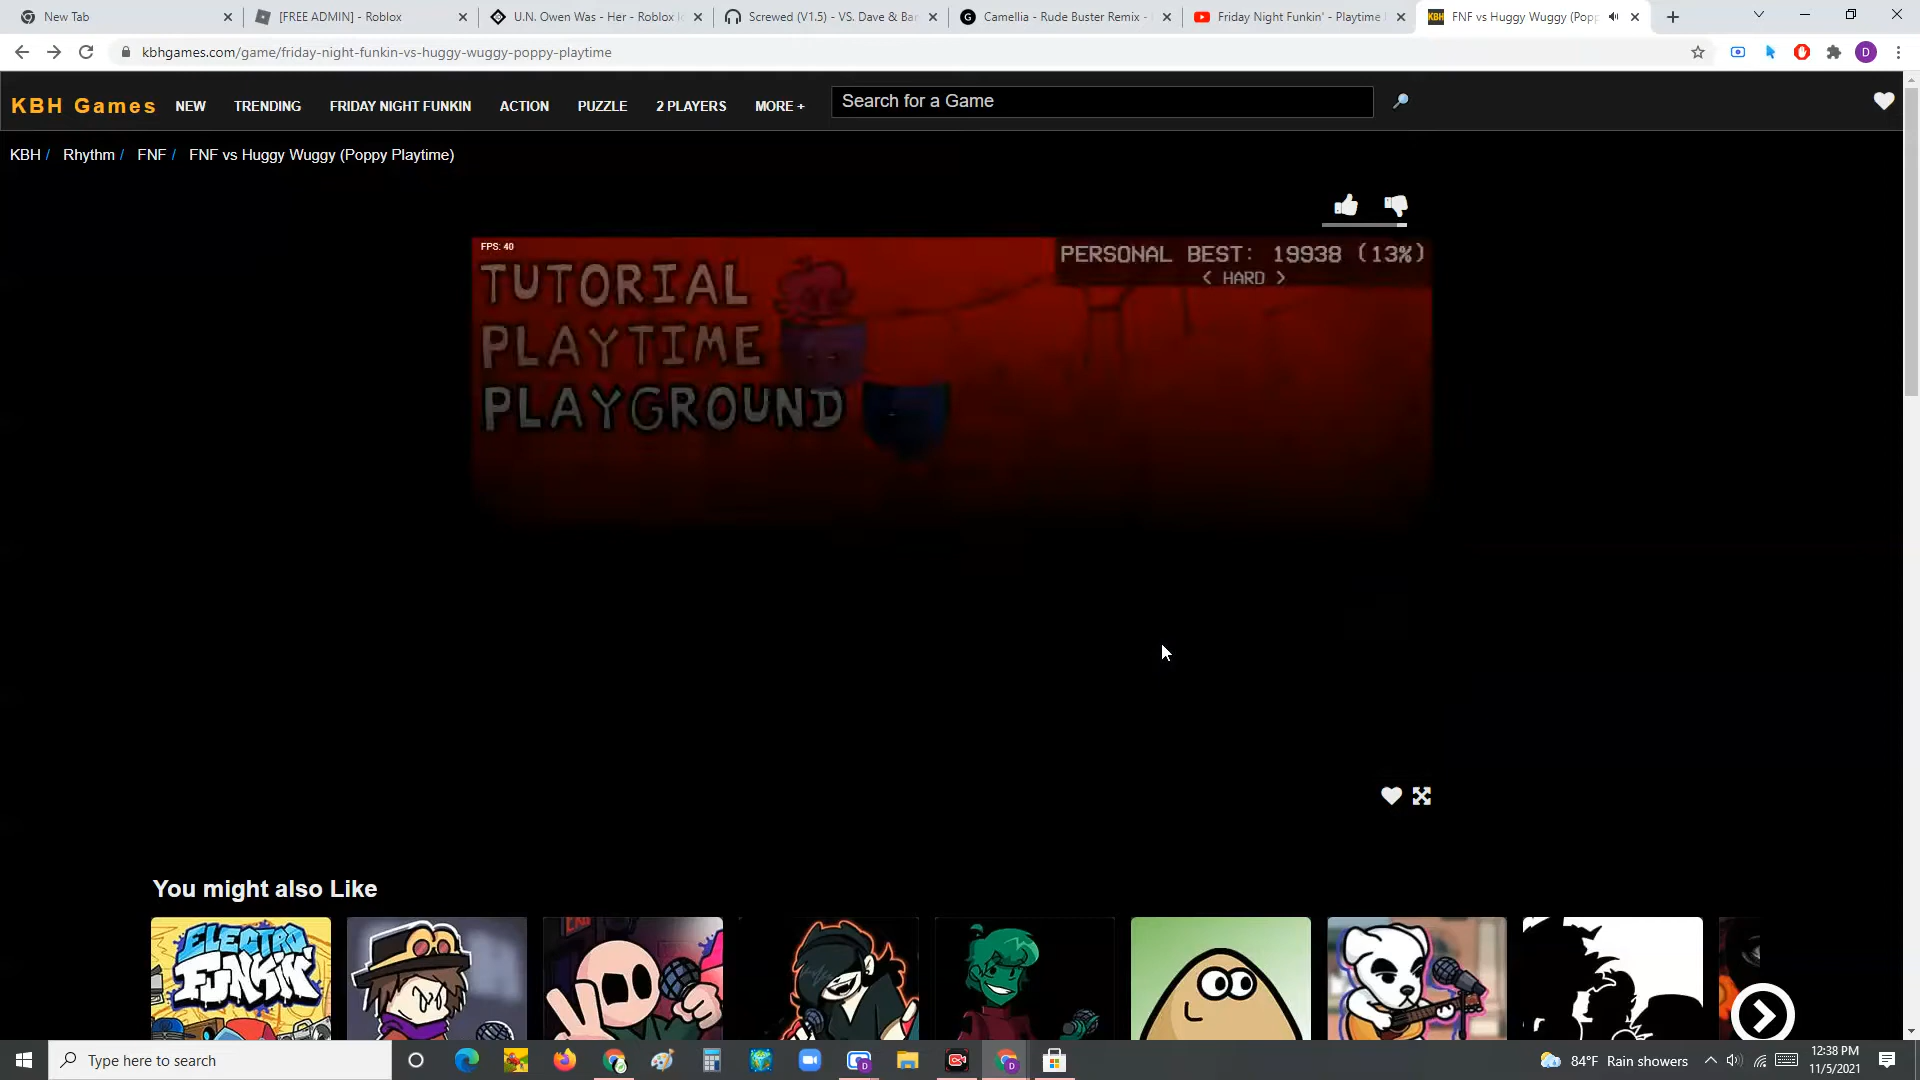 New Tab
[FREE ADMIN] - Roblox
U.N. Owen Was - Her - Roblox
Screwed (V1.5) - VS. Dave & Ba
Camellia - Rude Buster Remix -
Friday Night Funkin' - Playtime
FNF vs Huggy Wuggy (Popp
kbhgames.com/game/friday-night-funkin-vs-huggy-wuggy-poppy-playtime
D
KBH Games
NEW
TRENDING
FRIDAY NIGHT FUNKIN
ACTION
PUZZLE
2 PLAYERS
MORE +
Search for a Game
KBH / Rhythm / FNF / FNF vs Huggy Wuggy (Poppy Playtime)
FPS: 40
PERSONAL BEST: 19938 (13%)
< HARD >
TUTORIAL
PLAYTIME
PLAYGROUND
You might also Like
ELECTRO
FUNKIN'
Type here to search
84°F Rain showers
12:38 PM
11/5/2021